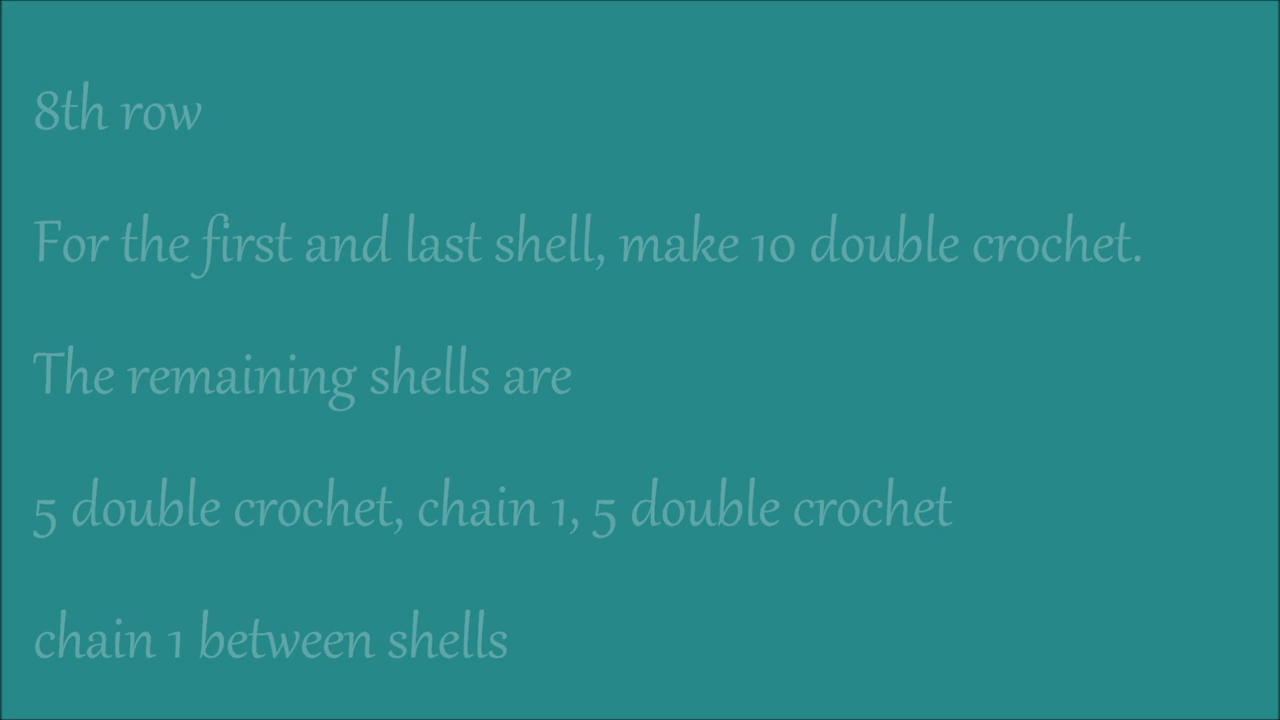 8th row
For the first and last shell, make 10 double crochet.
The remaining shells are
5 double crochet, chain 1, 5 double crochet
chain 1 between shells